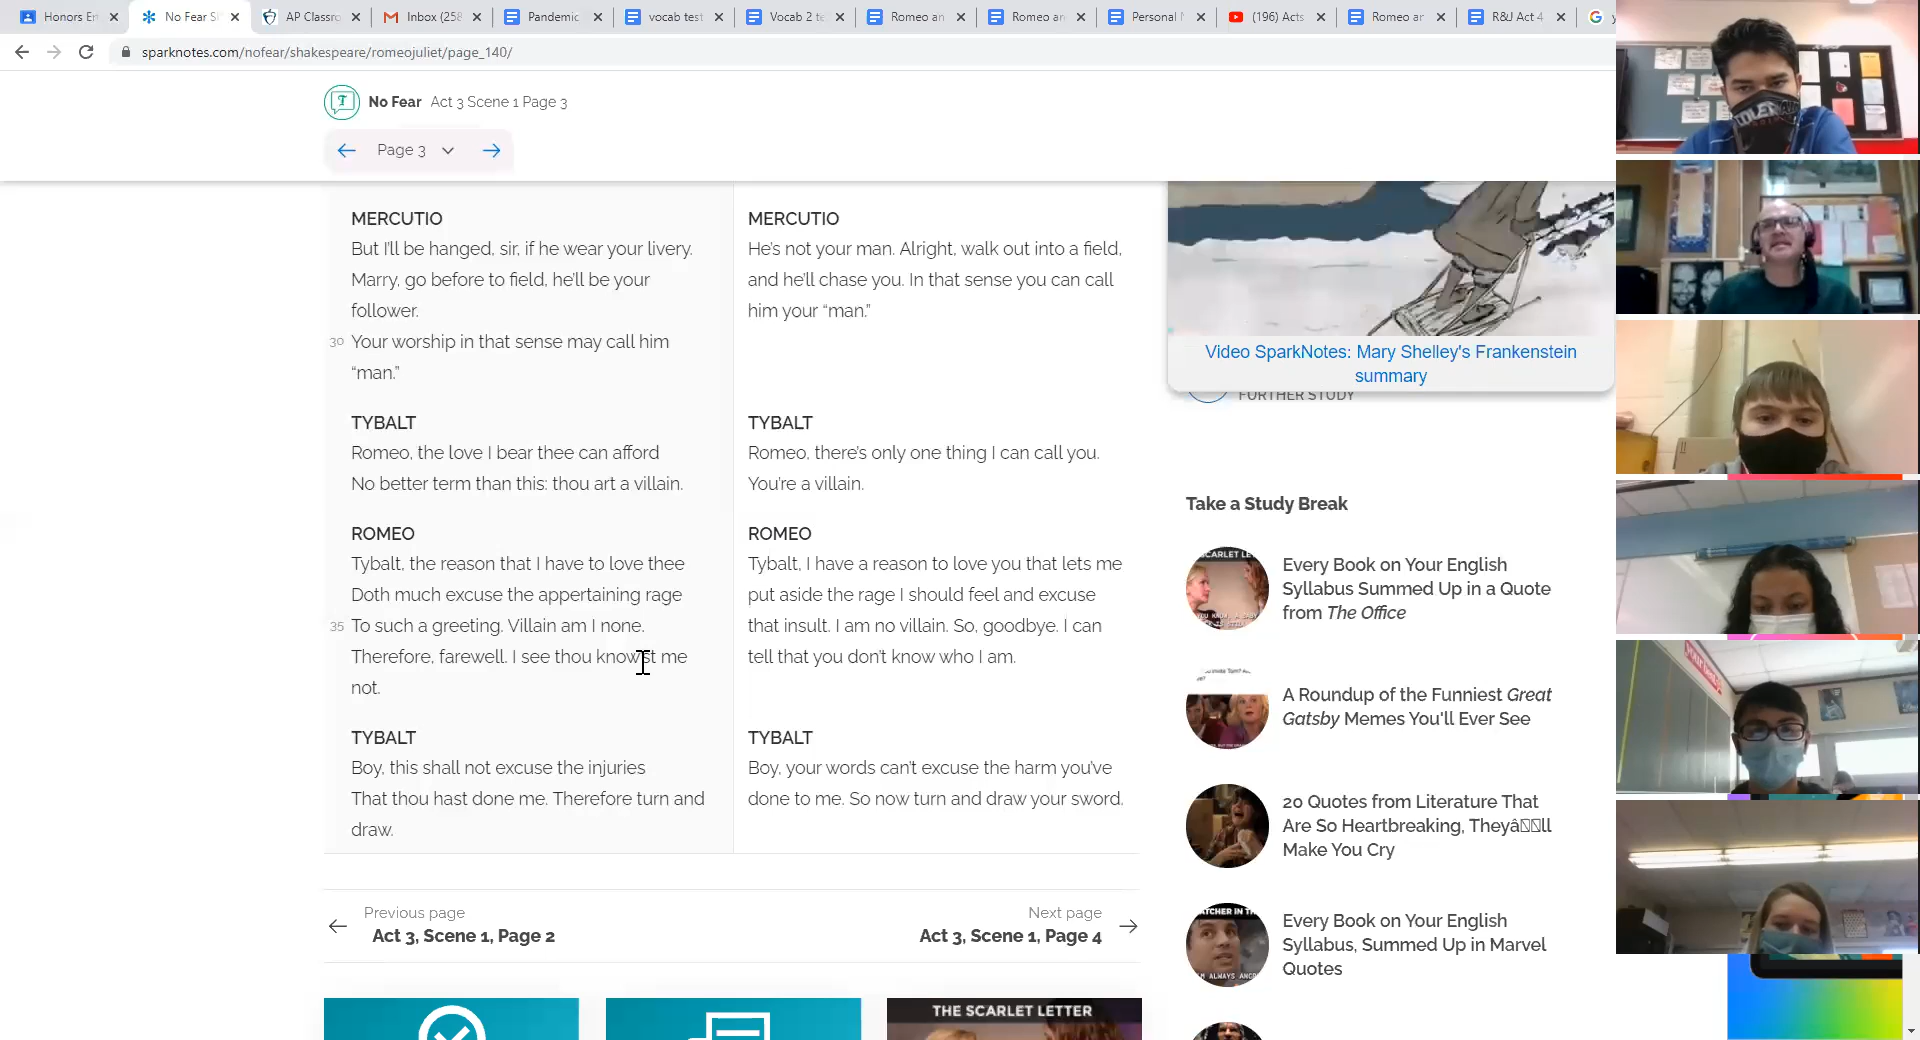 Honors Er
No Fear S
AP Classro
Inbox (258
Pandemic
vocab test
Vocab 2 te
Romeo an
Romeo an
Personal
(196) Acts
Romeo ar
R&J Act 4
sparknotes.com/nofear/shakespeare/romeojuliet/page_140/
No Fear Act 3 Scene 1 Page 3
Page 3
MERCUTIO
But I'll be hanged, sir, if he wear your livery.
Marry, go before to field, he'll be your
follower.
30 Your worship in that sense may call him
“man.”
MERCUTIO
He's not your man. Alright, walk out into a field,
and he'll chase you. In that sense you can call
him your “man.”
TYBALT
Romeo, the love I bear thee can afford
No better term than this: thou art a villain.
TYBALT
Romeo, there's only one thing I can call you.
You're a villain.
ROMEO
Tybalt, the reason that I have to love thee
Doth much excuse the appertaining rage
35 To such a greeting. Villain am I none.
Therefore, farewell. I see thou know'st me
not.
ROMEO
Tybalt, I have a reason to love you that lets me
put aside the rage I should feel and excuse
that insult. I am no villain. So, goodbye. I can
tell that you don't know who I am.
TYBALT
Boy, this shall not excuse the injuries
That thou hast done me. Therefore turn and
draw.
TYBALT
Boy, your words can't excuse the harm you've
done to me. So now turn and draw your sword.
Previous page
Act 3, Scene 1, Page 2
Next page
Act 3, Scene 1, Page 4
THE SCARLET LETTER
Video SparkNotes: Mary Shelley's Frankenstein
summary
FURTHER STUDY
Take a Study Break
SCARLET LE
Every Book on Your English
Syllabus Summed Up in a Quote
from The Office
A Roundup of the Funniest Great
Gatsby Memes You'll Ever See
20 Quotes from Literature That
Are So Heartbreaking, Theyâ▯▯ll
Make You Cry
ATCHER IN TH
M ALWAYS ANGR
Every Book on Your English
Syllabus, Summed Up in Marvel
Quotes